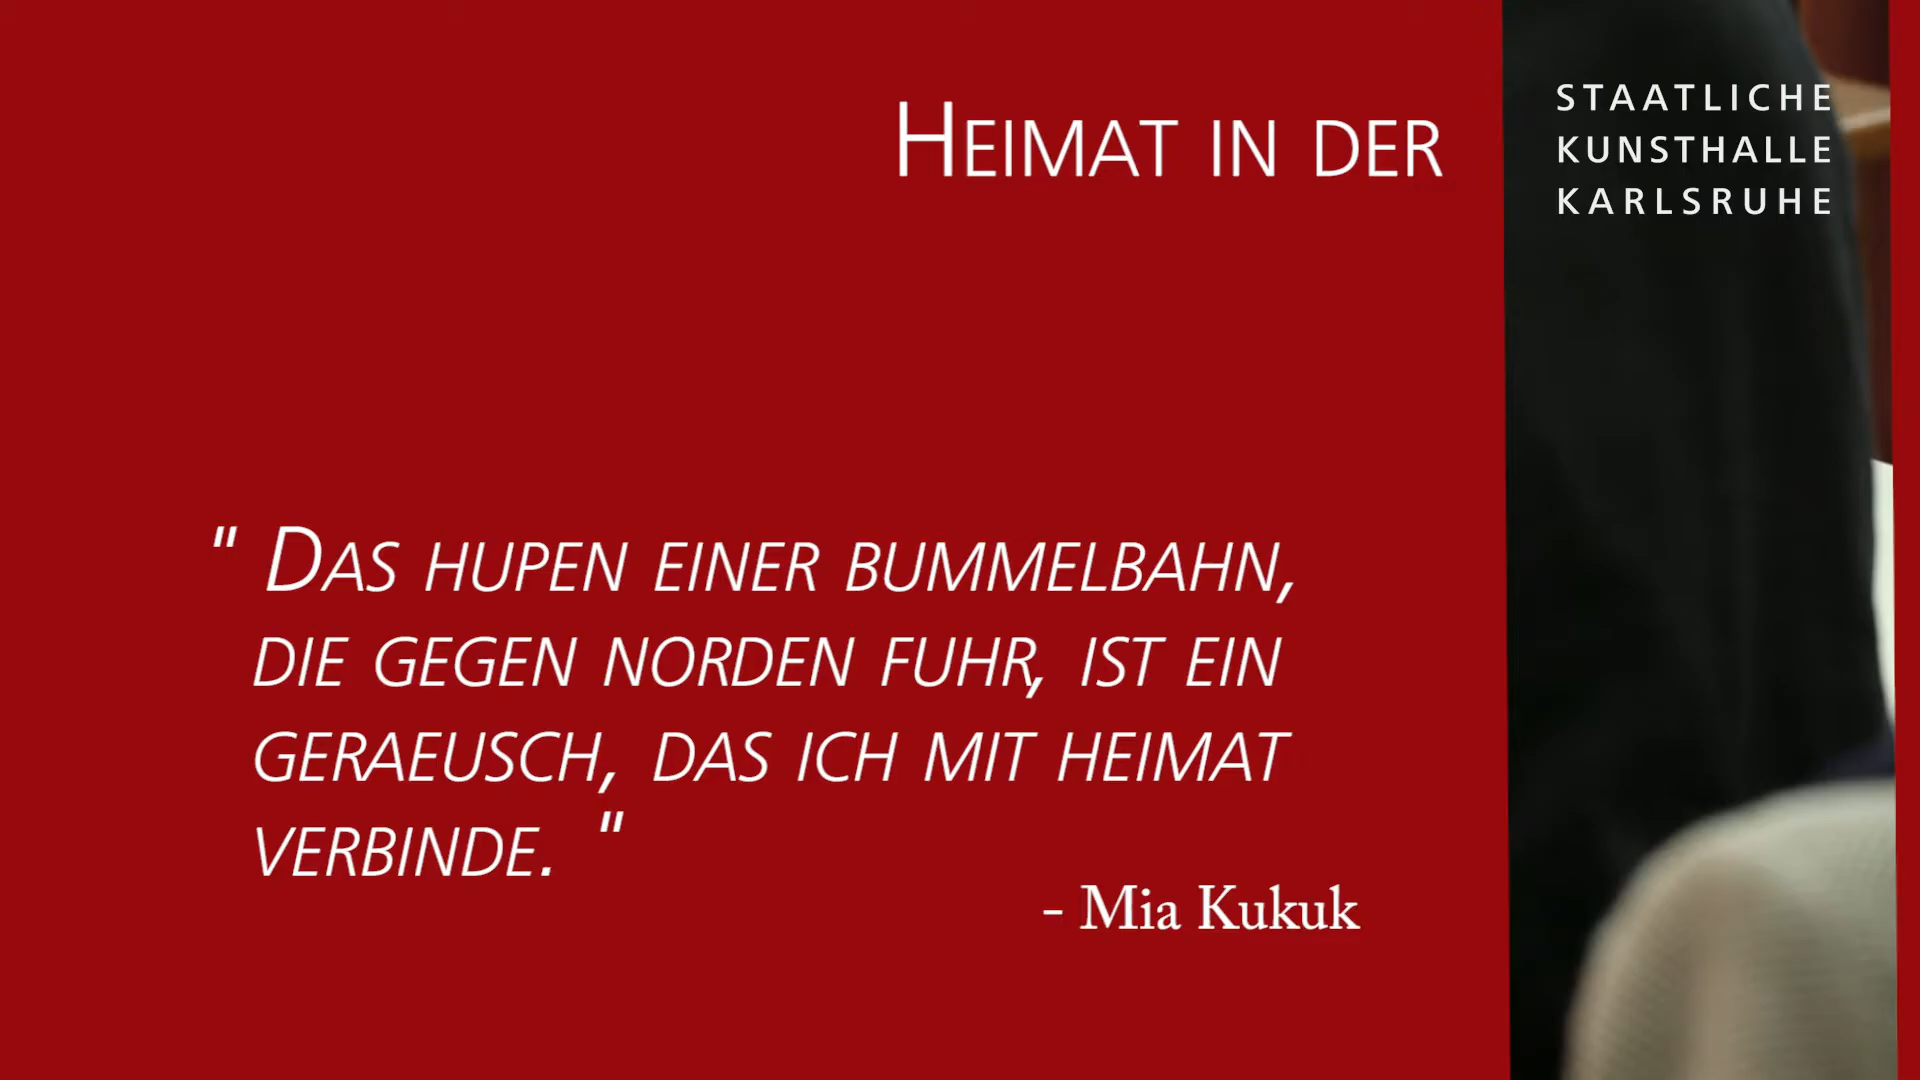 Heimat in der
STAATLICHE
KUNSTHALLE
KARLSRUHE
" Das hupen einer bummelbahn,
die gegen norden fuhr, ist ein
geraeusch, das ich mit heimat
verbinde. "
- Mia Kukuk